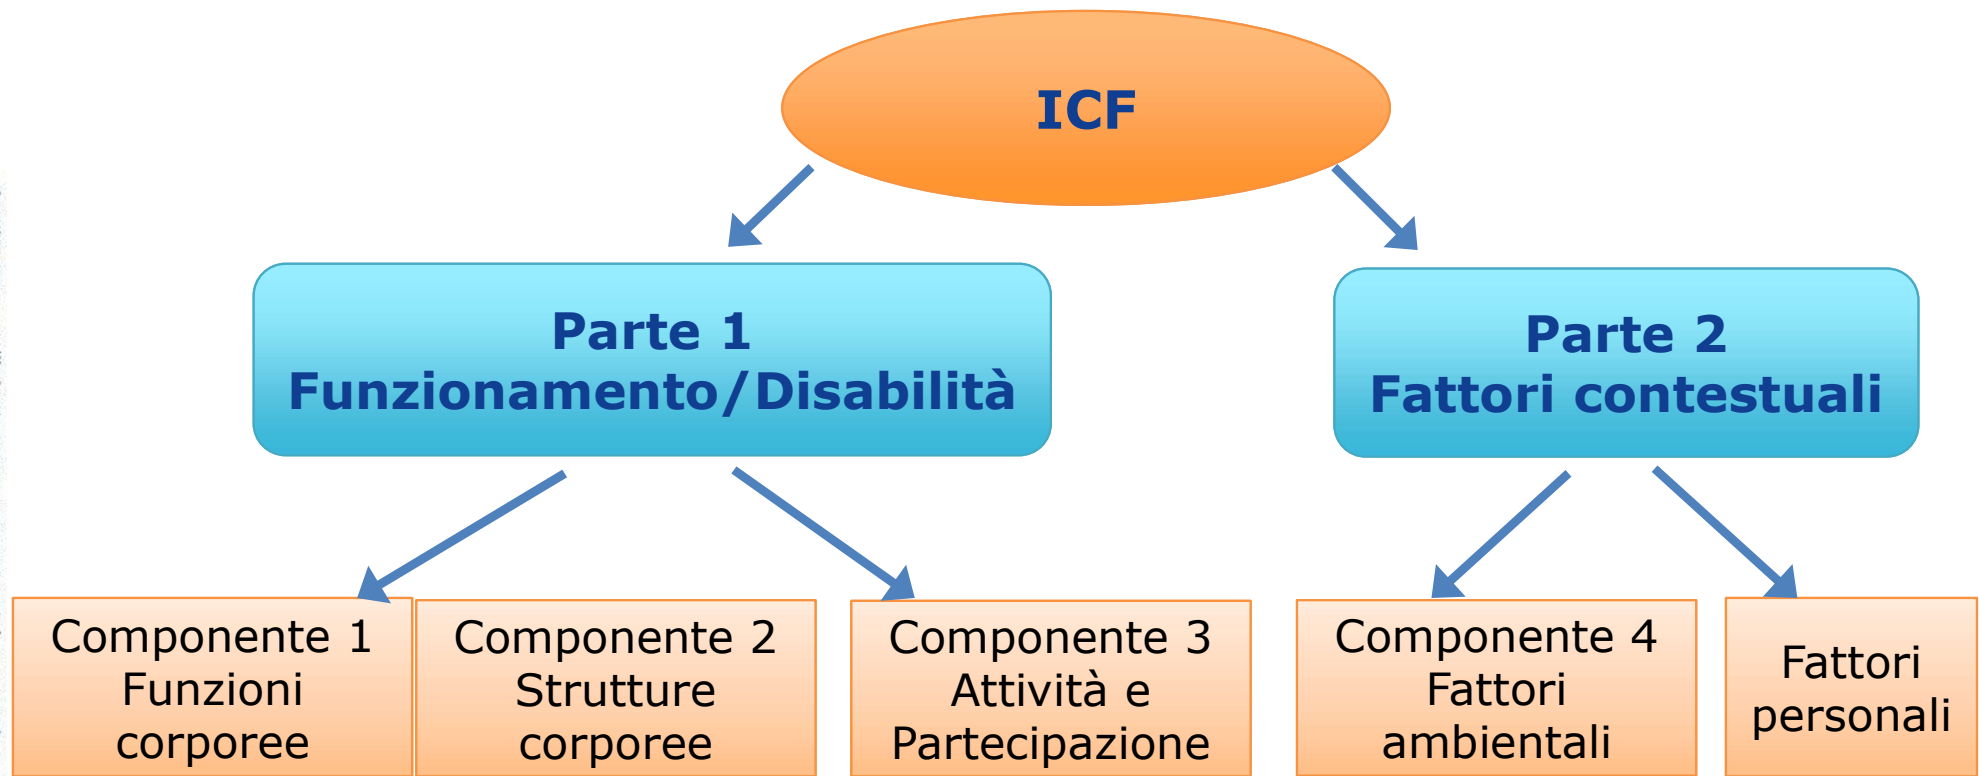 ICF
Parte 1
Funzionamento/Disabilità
Parte 2
Fattori contestuali
Componente 1
Funzioni
corporee
Componente 2
Strutture
corporee
Componente 3
Attività e
Partecipazione
Componente 4
Fattori
ambientali
Fattori
personali